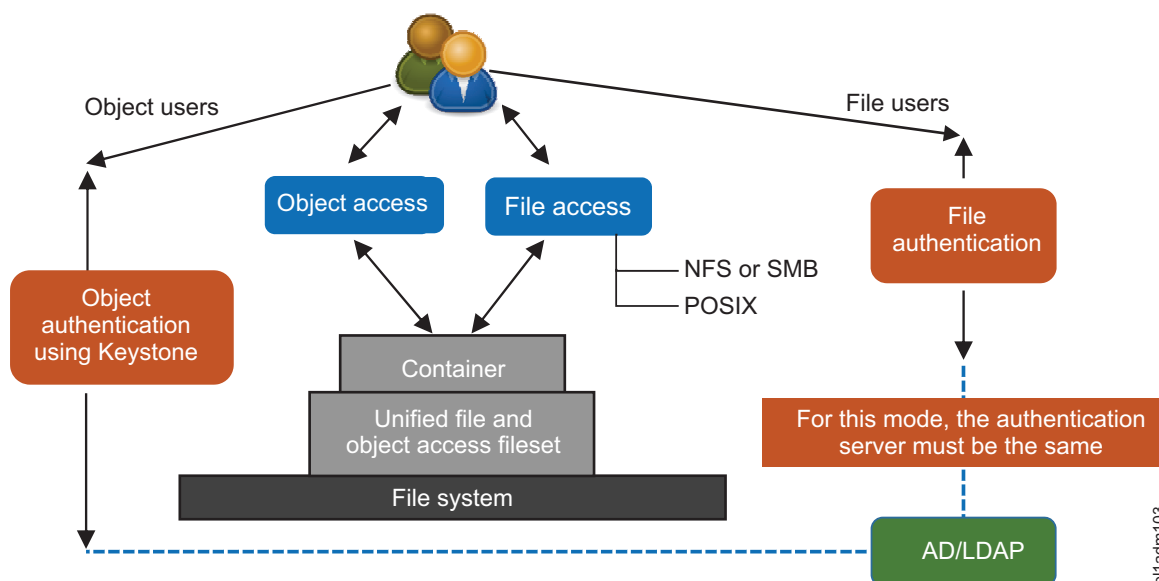 Object users
File users
Object access
File access
File
authentication
NFS or SMB
POSIX
Object
authentication
using Keystone
Container
Unified file and
object access fileset
For this mode, the authentication
server must be the same
File system
AD/LDAP